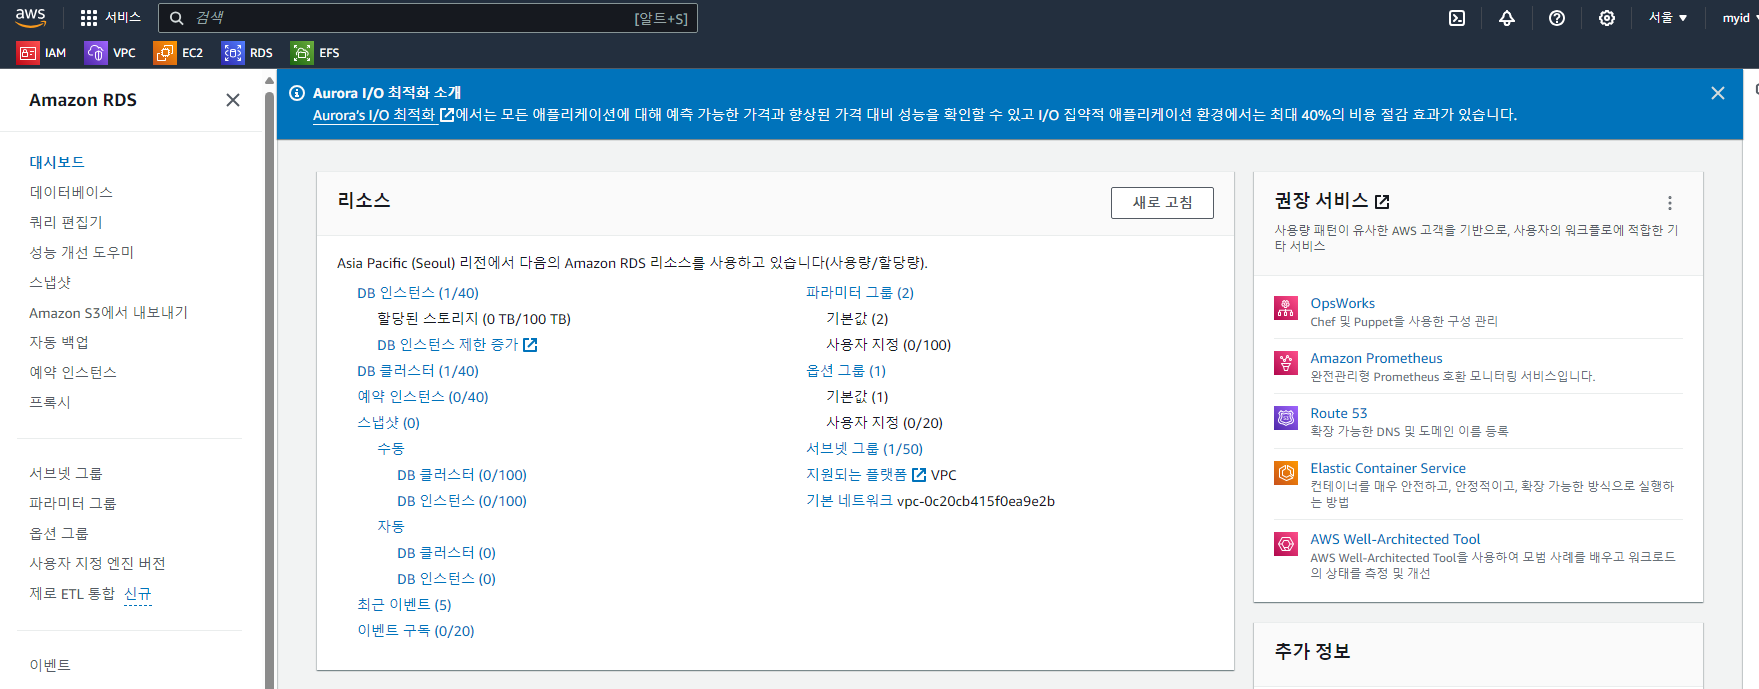 aws
서비스
검색
[알트+S]
서울 ▼
myid
IAM
VPC
EC2
RDS
EFS
Amazon RDS
대시보드
데이터베이스
쿼리 편집기
성능 개선 도우미
스냅샷
Amazon S3에서 내보내기
자동 백업
예약 인스턴스
프록시
서브넷 그룹
파라미터 그룹
옵션 그룹
사용자 지정 엔진 버전
제로 ETL 통합 신규
이벤트
Aurora I/O 최적화 소개
Aurora's I/O 최적화에서는 모든 애플리케이션에 대해 예측 가능한 가격과 향상된 가격 대비 성능을 확인할 수 있고 I/O 집약적 애플리케이션 환경에서는 최대 40%의 비용 절감 효과가 있습니다.
리소스
새로 고침
Asia Pacific (Seoul) 리전에서 다음의 Amazon RDS 리소스를 사용하고 있습니다(사용량/할당량).
DB 인스턴스 (1/40)
할당된 스토리지 (0 TB/100 TB)
DB 인스턴스 제한 증가
DB 클러스터 (1/40)
예약 인스턴스 (0/40)
스냅샷 (0)
수동
DB 클러스터 (0/100)
DB 인스턴스 (0/100)
자동
DB 클러스터 (0)
DB 인스턴스 (0)
최근 이벤트 (5)
이벤트 구독 (0/20)
파라미터 그룹 (2)
기본값 (2)
사용자 지정 (0/100)
옵션 그룹 (1)
기본값 (1)
사용자 지정 (0/20)
서브넷 그룹 (1/50)
지원되는 플랫폼 VPC
기본 네트워크 vpc-0c20cb415f0ea9e2b
권장 서비스
사용량 패턴이 유사한 AWS 고객을 기반으로, 사용자의 워크플로에 적합한 기
타 서비스
OpsWorks
Chef 및 Puppet을 사용한 구성 관리
Amazon Prometheus
완전관리형 Prometheus 호환 모니터링 서비스입니다.
Route 53
확장 가능한 DNS 및 도메인 이름 등록
Elastic Container Service
컨테이너를 매우 안전하고, 안정적이고, 확장 가능한 방식으로 실행하
는 방법
AWS Well-Architected Tool
AWS Well-Architected Tool을 사용하여 모범 사례를 배우고 워크로드
의 상태를 측정 및 개선
추가 정보